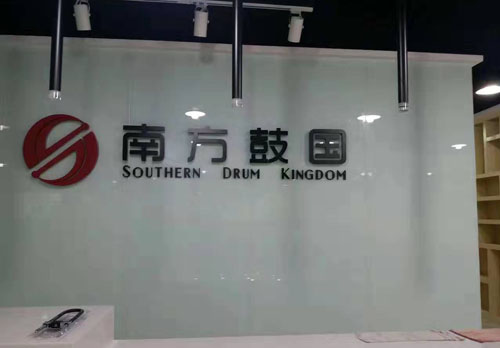 南方鼓国
SOUTHERN DRUM KINGDOM